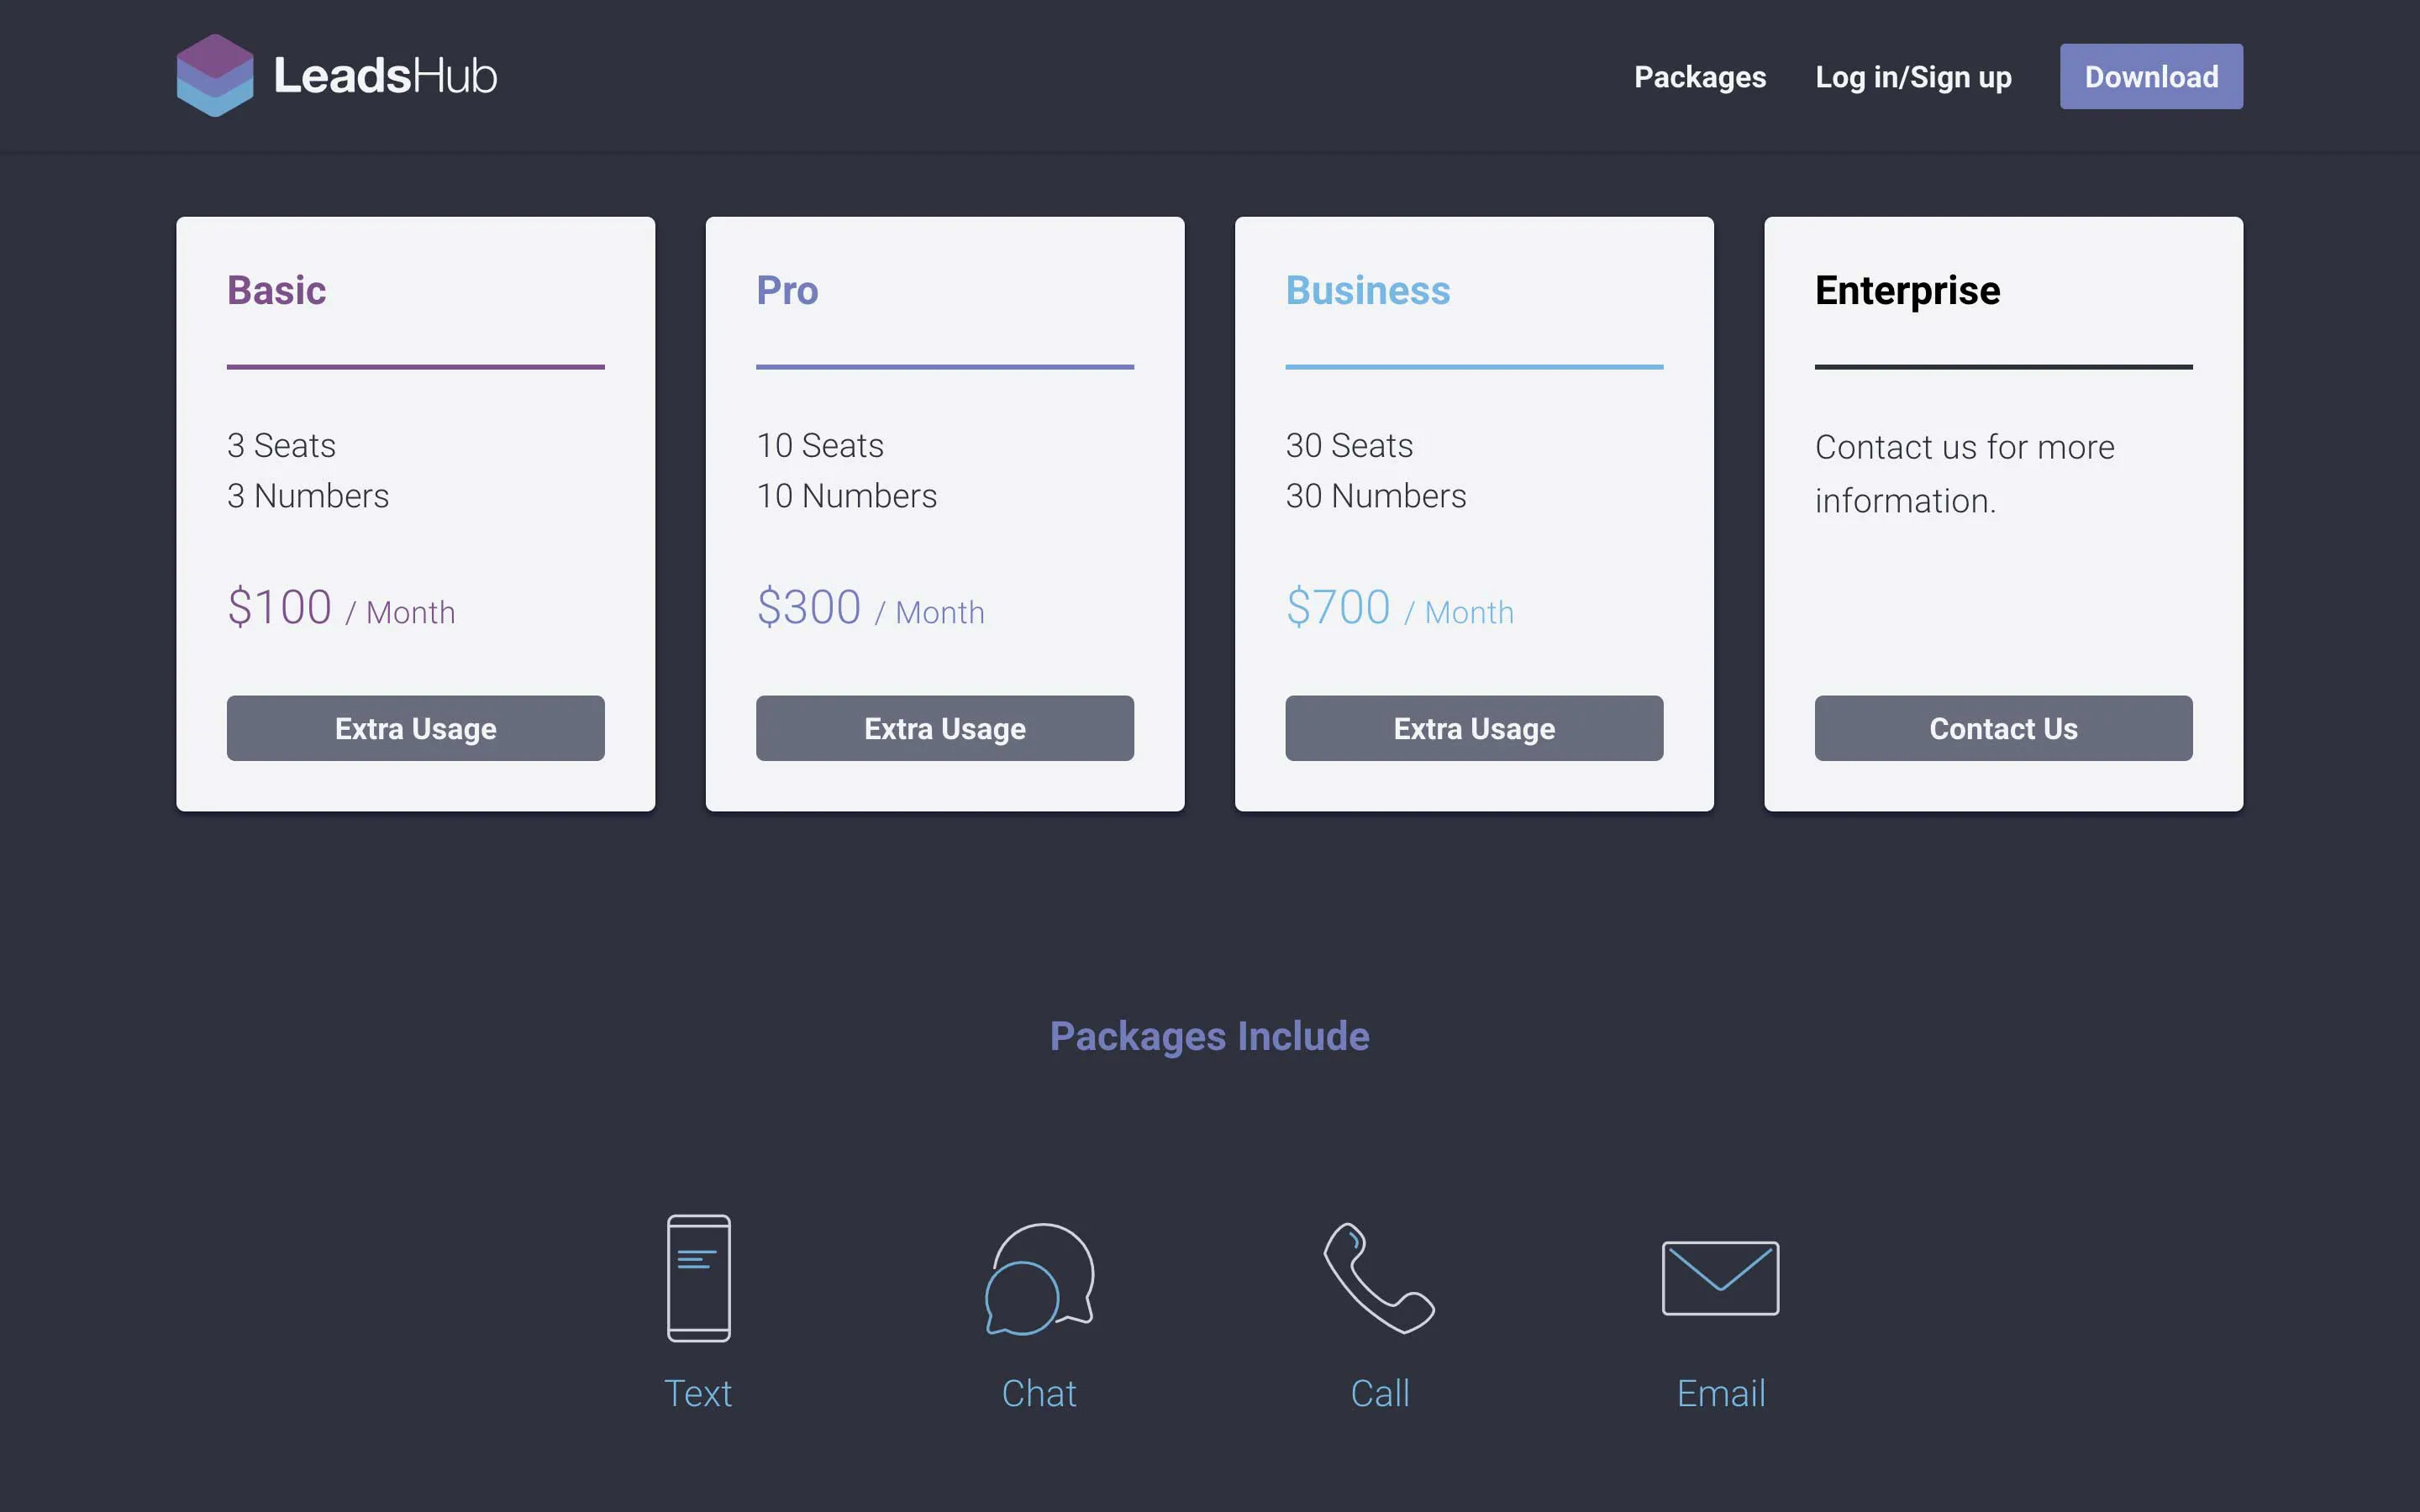 LeadsHub
Packages
Log in/Sign up
Download
Basic
3 Seats
3 Numbers
$100 / Month
Extra Usage
Pro
10 Seats
10 Numbers
$300 / Month
Extra Usage
Business
30 Seats
30 Numbers
$700 / Month
Extra Usage
Enterprise
Contact us for more
information.
Contact Us
Packages Include
Text
Chat
Call
Email